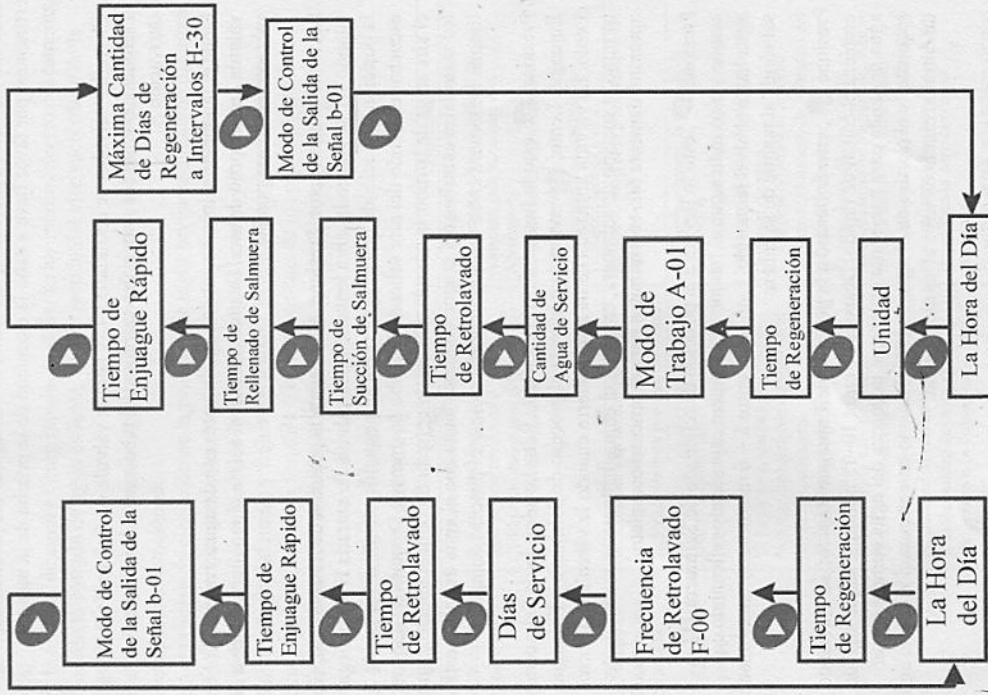 Modo de Control
de la Salida de la
Señal b-01
Tiempo de
Enjuague Rápido
Tiempo
de Retrolavado
Días
de Servicio
Frecuencia
de Retrolavado
F-00
Tiempo
de Regeneración
La Hora
del Día
Tiempo de
Enjuague Rápido
Tiempo de
Rellenado de Salmuera
Tiempo de
Succión de Salmuera
Tiempo
de Retrolavado
Cantidad de
Agua de Servicio
Modo de
Trabajo A-01
Tiempo
de Regeneración
Unidad
La Hora del Día
Máxima Cantidad
de Días de
Regeneración
a Intervalos H-30
Modo de Control
de la Salida de la
Señal b-01